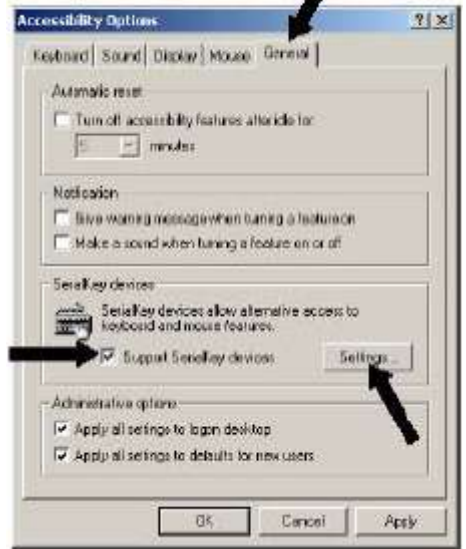 Accessibility Options
Keyboard Sound Display Mouse General
Automatic reset
Turn off accessibility features after idle for:
5 minutes
Notification
Give warning message when turning a feature on
Make a sound when turning a feature on or off
SerialKey devices
SerialKey devices allow alternative access to
keyboard and mouse features.
Support SerialKey devices Settings...
Administrative options
Apply all settings to logon desktop
Apply all settings to defaults for new users
OK Cancel Apply